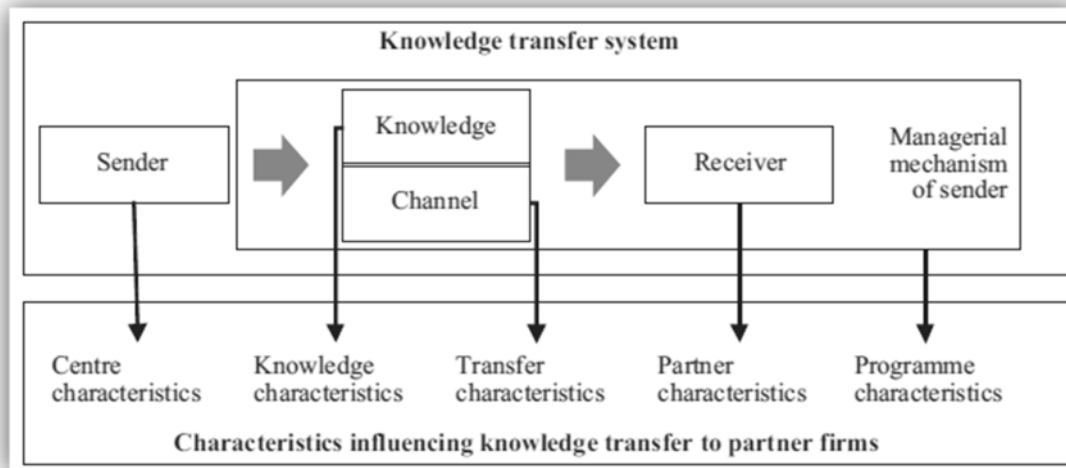 Knowledge transfer system
Sender
Knowledge
Channel
Receiver
Managerial
mechanism
of sender
Centre
characteristics
Knowledge
characteristics
Transfer
characteristics
Partner
characteristics
Programme
characteristics
Characteristics influencing knowledge transfer to partner firms